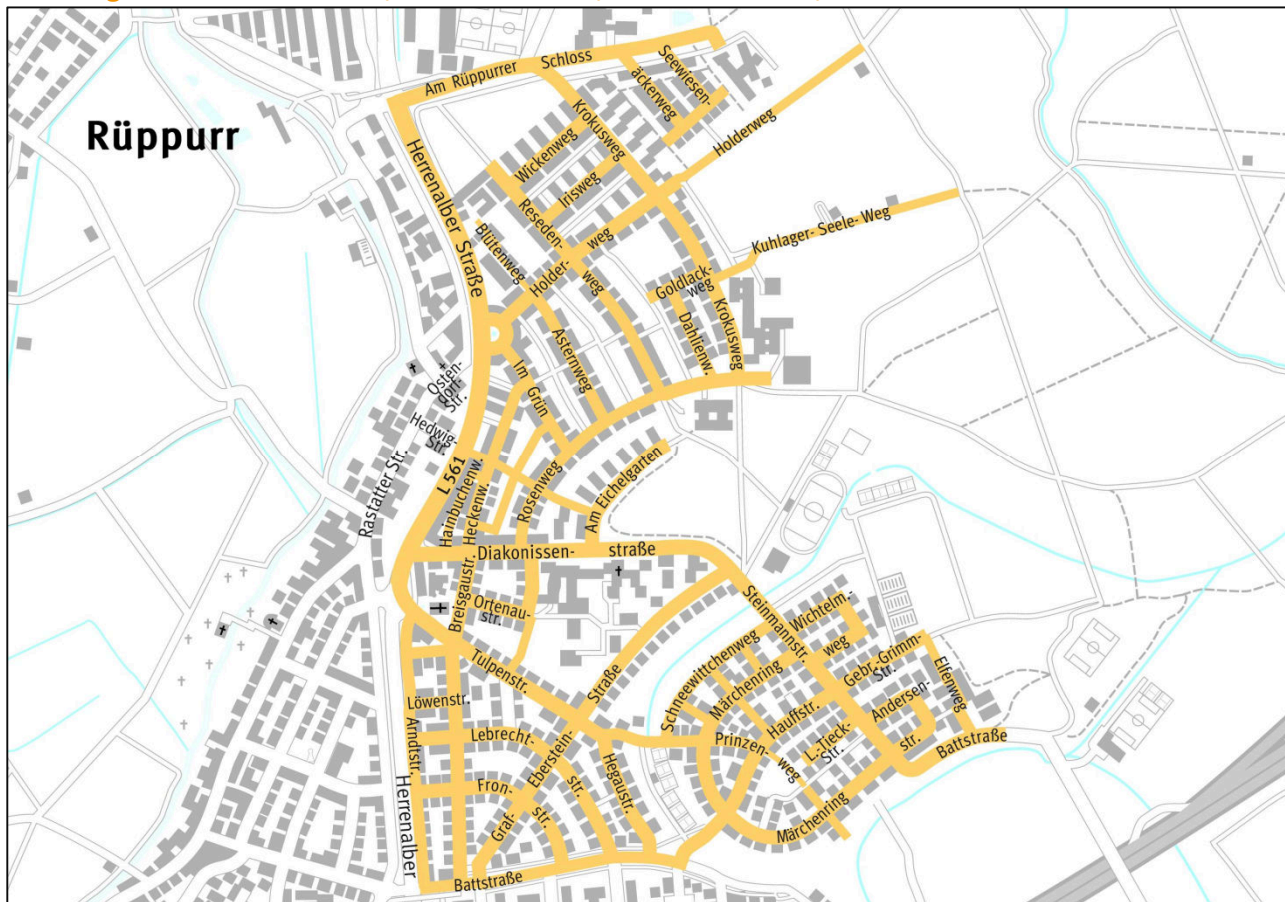 Rüppurr
Am Rüppurrer Schloss
Seewiesen-
äckerweg
Krokusweg
Holderweg
Wickenweg
Irisweg
Herrenalber Straße
Reseden-
weg
Blütenweg
Holder-
weg
Kuhlager-Seele-Weg
Goldlack-
weg
Dahlienw.
Krokusweg
Asternweg
Im Grün
Osten-
dorf-
Str.
Hedwig-
Str.
L 561
Rastatter Str.
Hainbuchenw.
Heckenw.
Rosenweg
Am Eichelgarten
Diakonissen-
straße
Breisgaustr.
Ortenau-
str.
Steinmannstr.
Wichtelm.-
weg
Schneewittchenweg
Märchenring
Gebr.-Grimm-
Str.
Elfenweg
Tulpenstr.
Straße
Löwenstr.
Arndtstr.
Hauffstr.
Andersen-
str.
L.-Tieck-
Str.
Prinzen-
weg
Battstraße
Lebrecht-
str.
Eberstein-
Hegaustr.
Fron-
str.
Graf-
Herrenalber
Märchenring
Battstraße